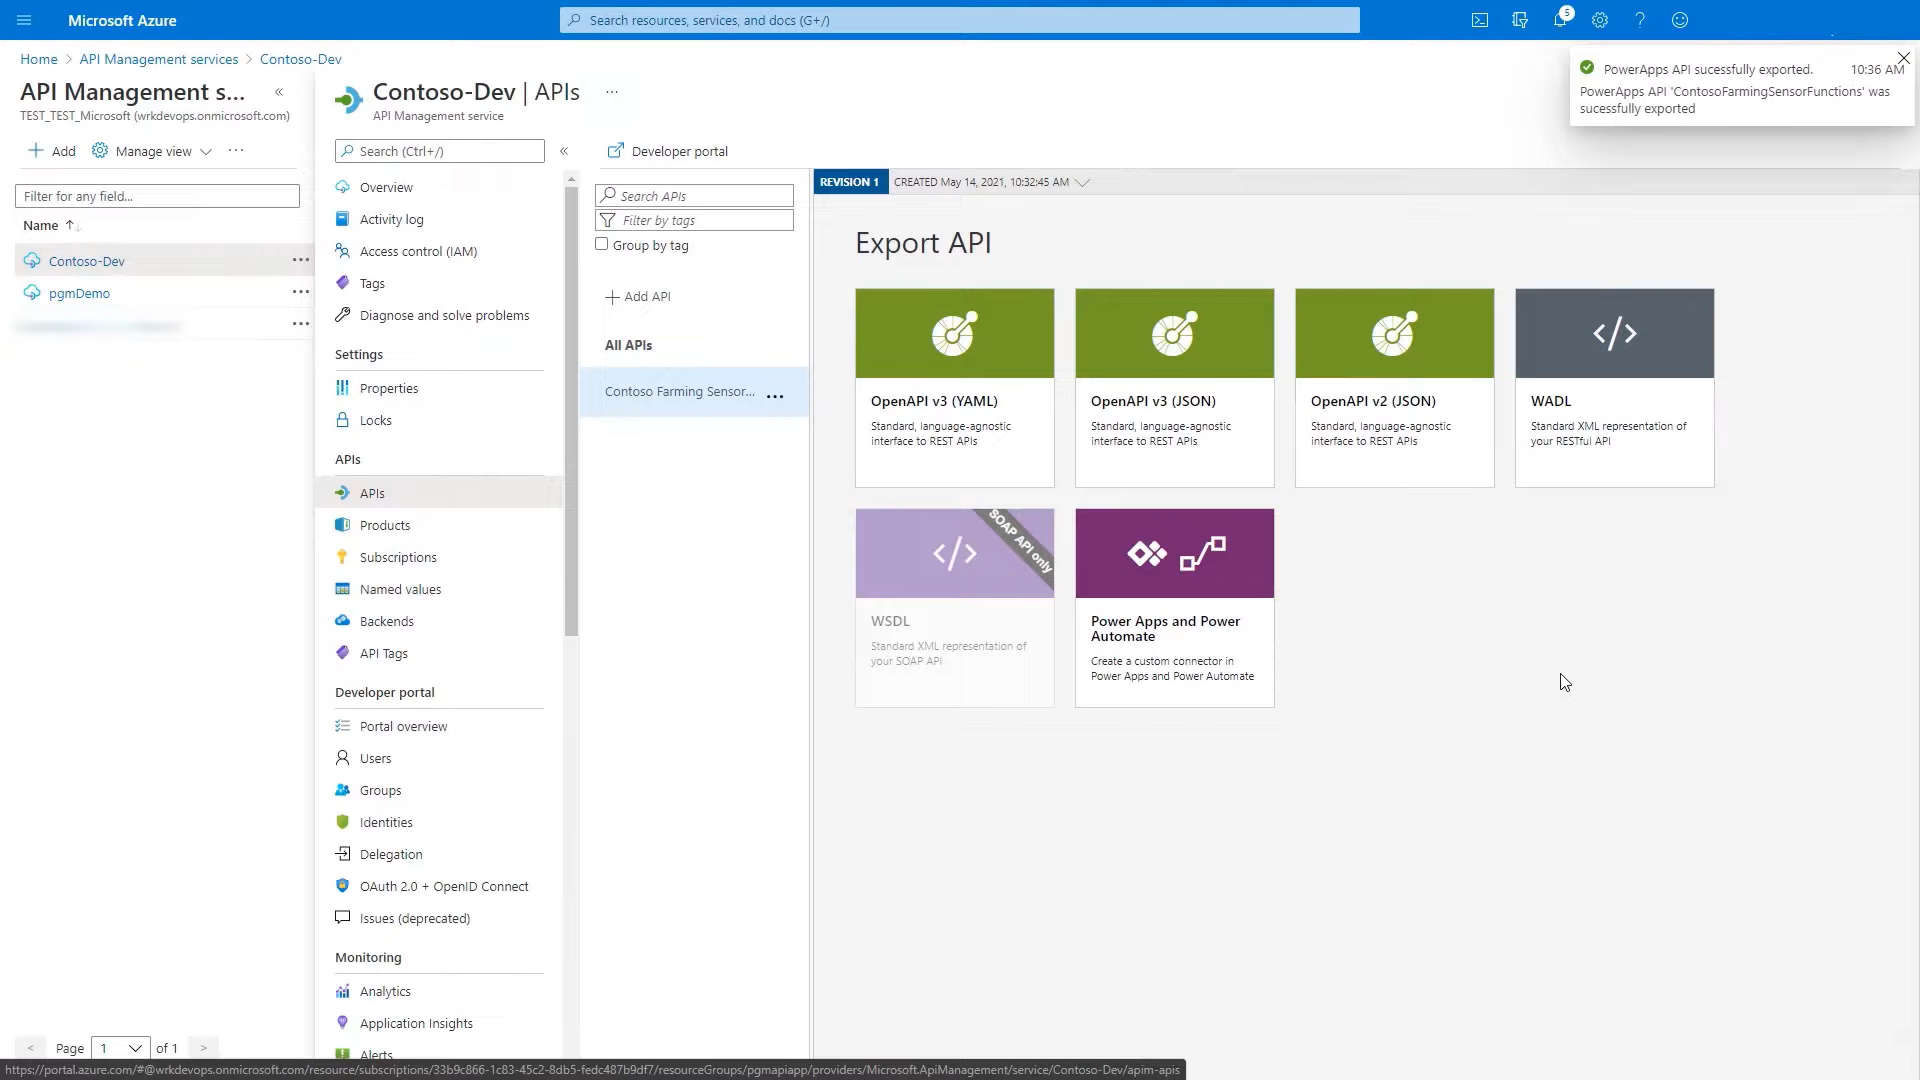 Microsoft Azure
Search resources, services, and docs (G+/)
5
Home > API Management services > Contoso-Dev
API Management s... «
TEST_TEST_Microsoft (wrkdevops.onmicrosoft.com)
+ Add
Manage view
...
Filter for any field...
Name ↑↓
Contoso-Dev ...
pgmDemo ...
...
< Page 1 of 1 >
Contoso-Dev | APIs ...
API Management service
Search (Ctrl+/) «
Overview
Activity log
Access control (IAM)
Tags
Diagnose and solve problems
Settings
Properties
Locks
APIs
APIs
Products
Subscriptions
Named values
Backends
API Tags
Developer portal
Portal overview
Users
Groups
Identities
Delegation
OAuth 2.0 + OpenID Connect
Issues (deprecated)
Monitoring
Analytics
Application Insights
Alerts
Developer portal
Search APIs
Filter by tags
Group by tag
+ Add API
All APIs
Contoso Farming Sensor... ...
REVISION 1 CREATED May 14, 2021, 10:32:45 AM
Export API
OpenAPI v3 (YAML)
Standard, language-agnostic
interface to REST APIs
OpenAPI v3 (JSON)
Standard, language-agnostic
interface to REST APIs
OpenAPI v2 (JSON)
Standard, language-agnostic
interface to REST APIs
</>
WADL
Standard XML representation of
your RESTful API
</>
SOAP API only
WSDL
Standard XML representation of
your SOAP API
Power Apps and Power
Automate
Create a custom connector in
Power Apps and Power Automate
PowerApps API sucessfully exported. 10:36 AM
PowerApps API 'ContosoFarmingSensorFunctions' was
sucessfully exported
https://portal.azure.com/#@wrkdevops.onmicrosoft.com/resource/subscriptions/33b9c866-1c83-45c2-8db5-fedc487b9df7/resourceGroups/pgmapiapp/providers/Microsoft.ApiManagement/service/Contoso-Dev/apim-apis